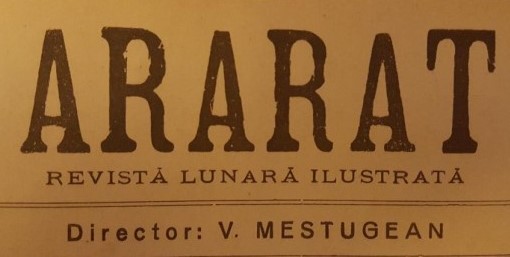 ARARAT
REVISTĂ LUNARĂ ILUSTRATĂ
Director: V. MESTUGEAN